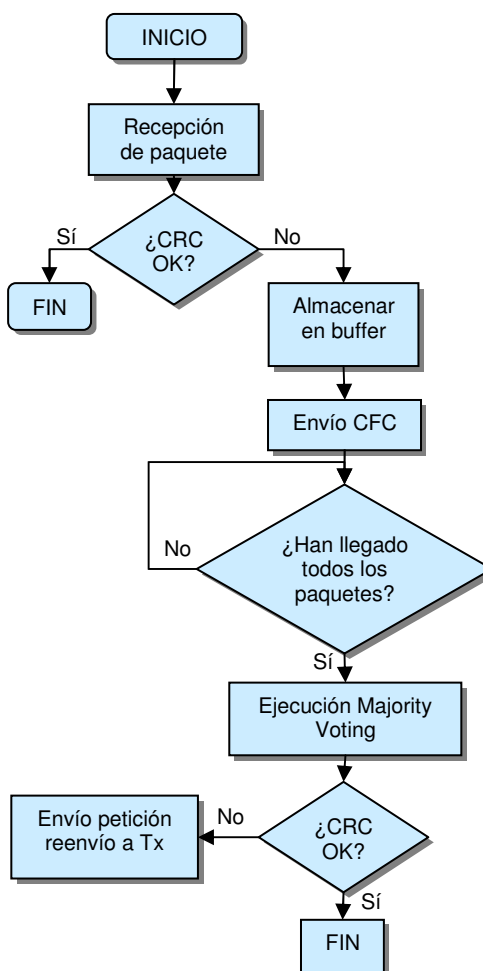 INICIO
Recepción
de paquete
¿CRC
OK?
Sí
No
FIN
Almacenar
en buffer
Envío CFC
¿Han llegado
todos los
paquetes?
No
Sí
Ejecución Majority
Voting
¿CRC
OK?
No
Envío petición
reenvío a Tx
Sí
FIN